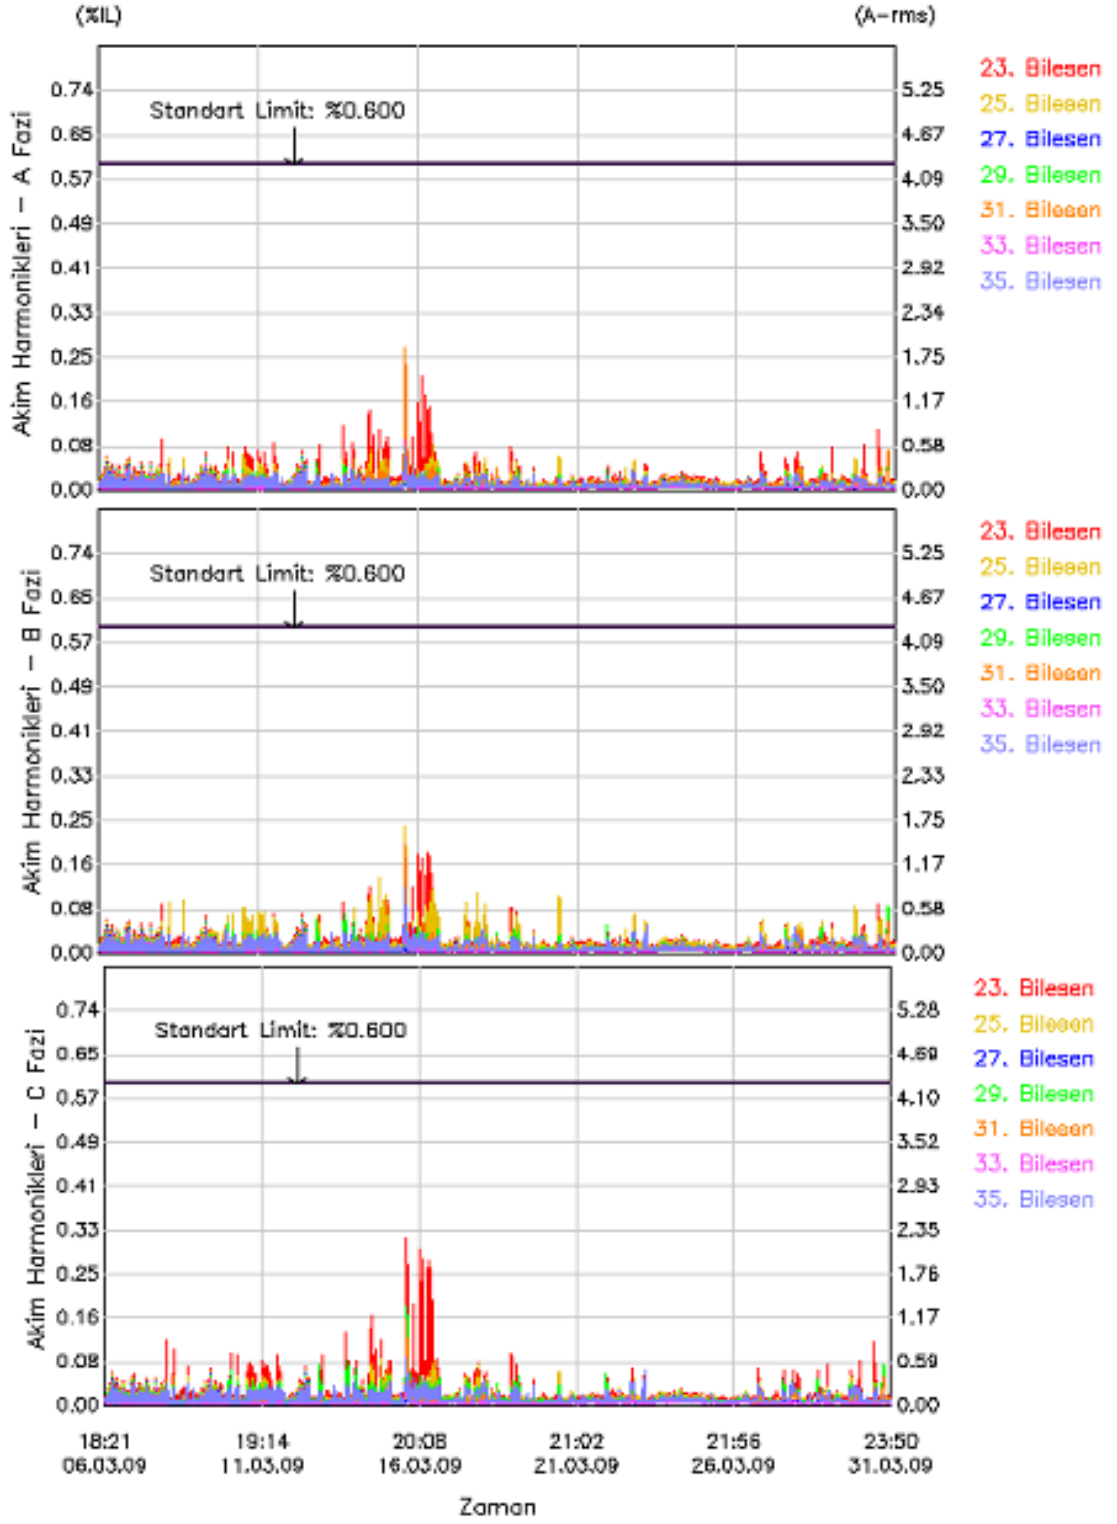 (%IL) (A-rms)
Akim Harmonikleri - A Fazi
0.74 5.25
Standart Limit: %0.600
0.65 4.67
0.57 4.09
0.49 3.50
0.41 2.92
0.33 2.34
0.25 1.75
0.16 1.17
0.08 0.58
0.00 0.00
23. Bilesen
25. Bilesen
27. Bilesen
29. Bilesen
31. Bilesen
33. Bilesen
35. Bilesen
Akim Harmonikleri - B Fazi
0.74 5.25
Standart Limit: %0.600
0.65 4.67
0.57 4.09
0.49 3.50
0.41 2.92
0.33 2.33
0.25 1.75
0.16 1.17
0.08 0.58
0.00 0.00
23. Bilesen
25. Bilesen
27. Bilesen
29. Bilesen
31. Bilesen
33. Bilesen
35. Bilesen
Akim Harmonikleri - C Fazi
0.74 5.28
Standart Limit: %0.600
0.65 4.69
0.57 4.10
0.49 3.52
0.41 2.93
0.33 2.35
0.25 1.76
0.16 1.17
0.08 0.59
0.00 0.00
23. Bilesen
25. Bilesen
27. Bilesen
29. Bilesen
31. Bilesen
33. Bilesen
35. Bilesen
18:21 19:14 20:08 21:02 21:56 23:50
06.03.09 11.03.09 16.03.09 21.03.09 26.03.09 31.03.09
Zaman